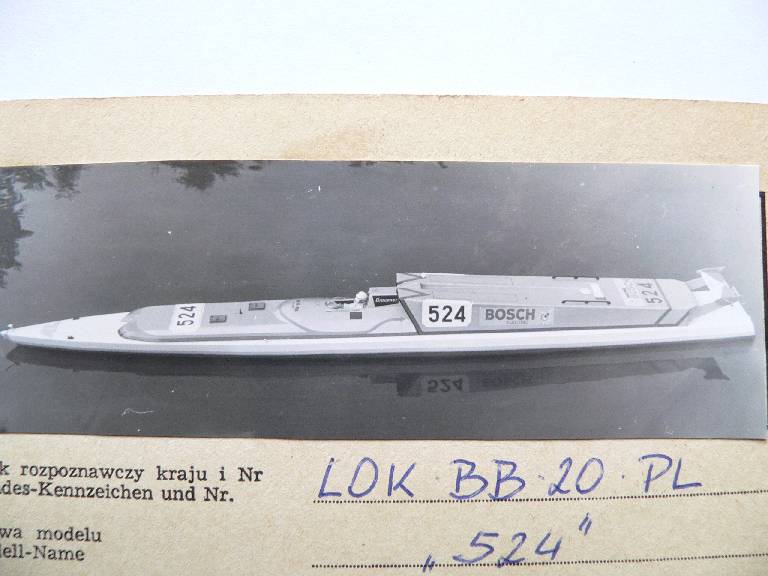 524
524
BOSCH
524
k rozpoznawczy kraju i Nr
des-Kennzeichen und Nr.
LOK · BB · 20 · PL
wa modelu
dell-Name
„524"